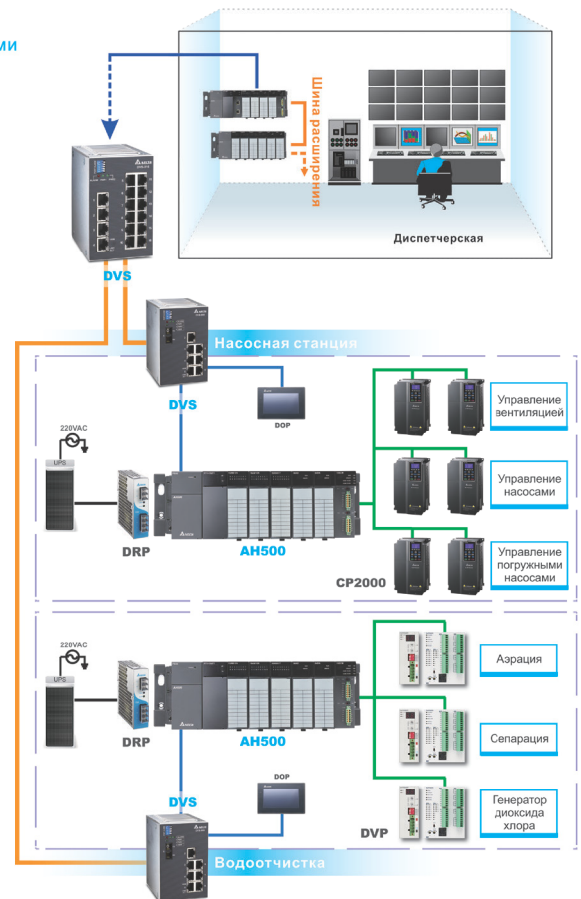 ми
Шина расширения
Диспетчерская
DVS
Насосная станция
DVS
DOP
220VAC
UPS
DRP
AH500
CP2000
Управление
вентиляцией
Управление
насосами
Управление
погружными
насосами
220VAC
UPS
DRP
AH500
DVS
DOP
DVP
Аэрация
Сепарация
Генератор
диоксида
хлора
Водоотчистка